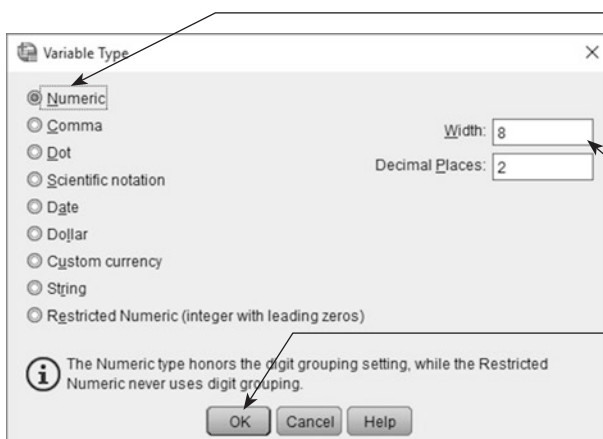 Variable Type
Numeric
Comma
Dot
Scientific notation
Date
Dollar
Custom currency
String
Restricted Numeric (integer with leading zeros)
Width: 8
Decimal Places: 2
The Numeric type honors the digit grouping setting, while the Restricted
Numeric never uses digit grouping.
OK Cancel Help